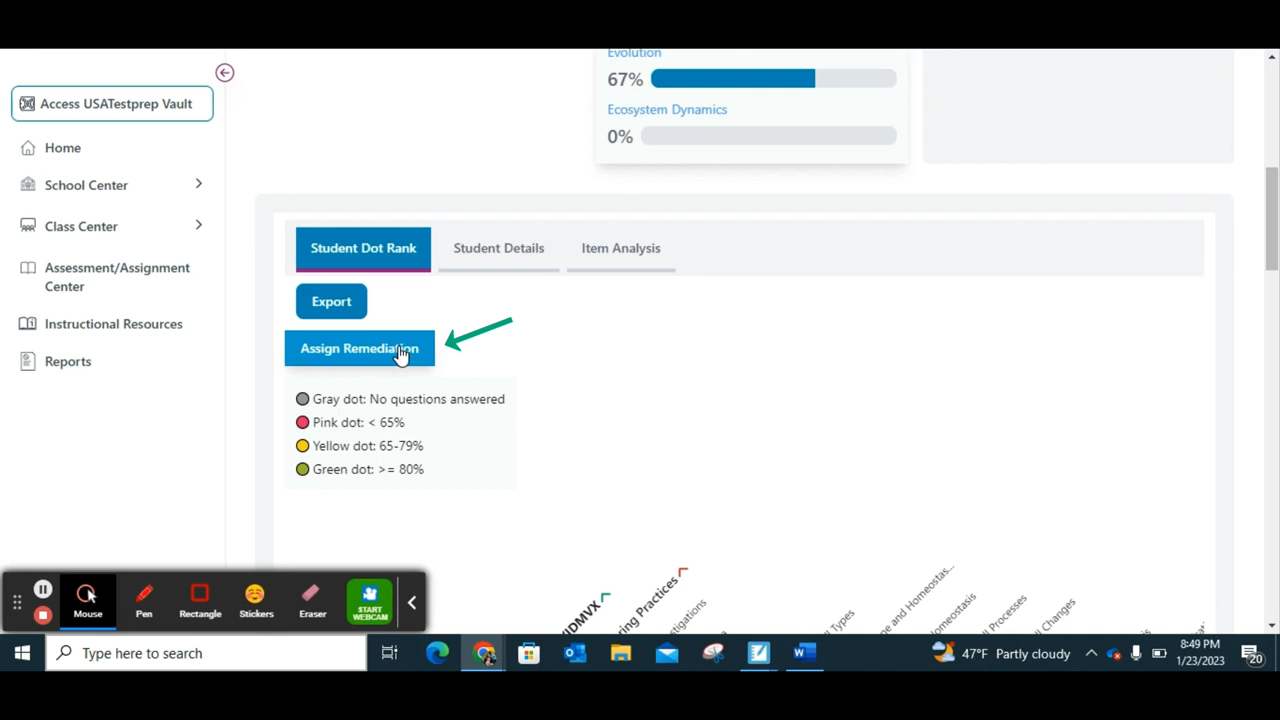 Evolution
67%
Ecosystem Dynamics
0%
Access USATestprep Vault
Home
School Center
Class Center
Assessment/Assignment
Center
Instructional Resources
Reports
Student Dot Rank
Student Details
Item Analysis
Export
Assign Remediation
Gray dot: No questions answered
Pink dot: < 65%
Yellow dot: 65-79%
Green dot: >= 80%
Mouse
Pen
Rectangle
Stickers
Eraser
START
WEBCAM
Type here to search
47°F Partly cloudy
8:49 PM
1/23/2023
20